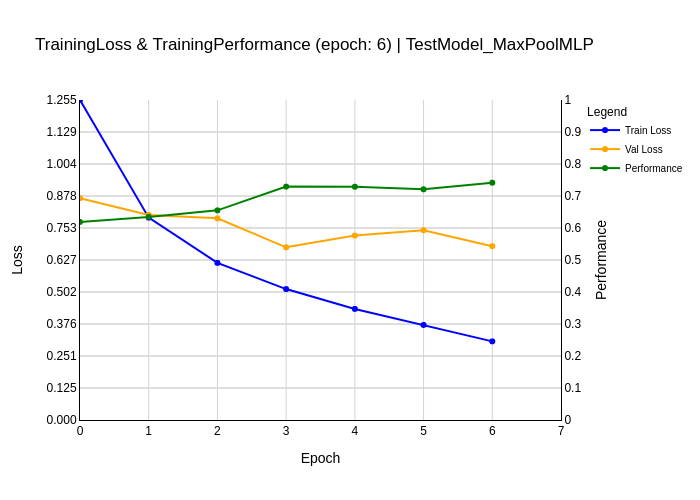 TrainingLoss & TrainingPerformance (epoch: 6) | TestModel_MaxPoolMLP
Legend
Train Loss
Val Loss
Performance
1.255
1.129
1.004
0.878
0.753
0.627
0.502
0.376
0.251
0.125
0.000
Loss
1
0.9
0.8
0.7
0.6
0.5
0.4
0.3
0.2
0.1
0
Performance
0 1 2 3 4 5 6 7
Epoch